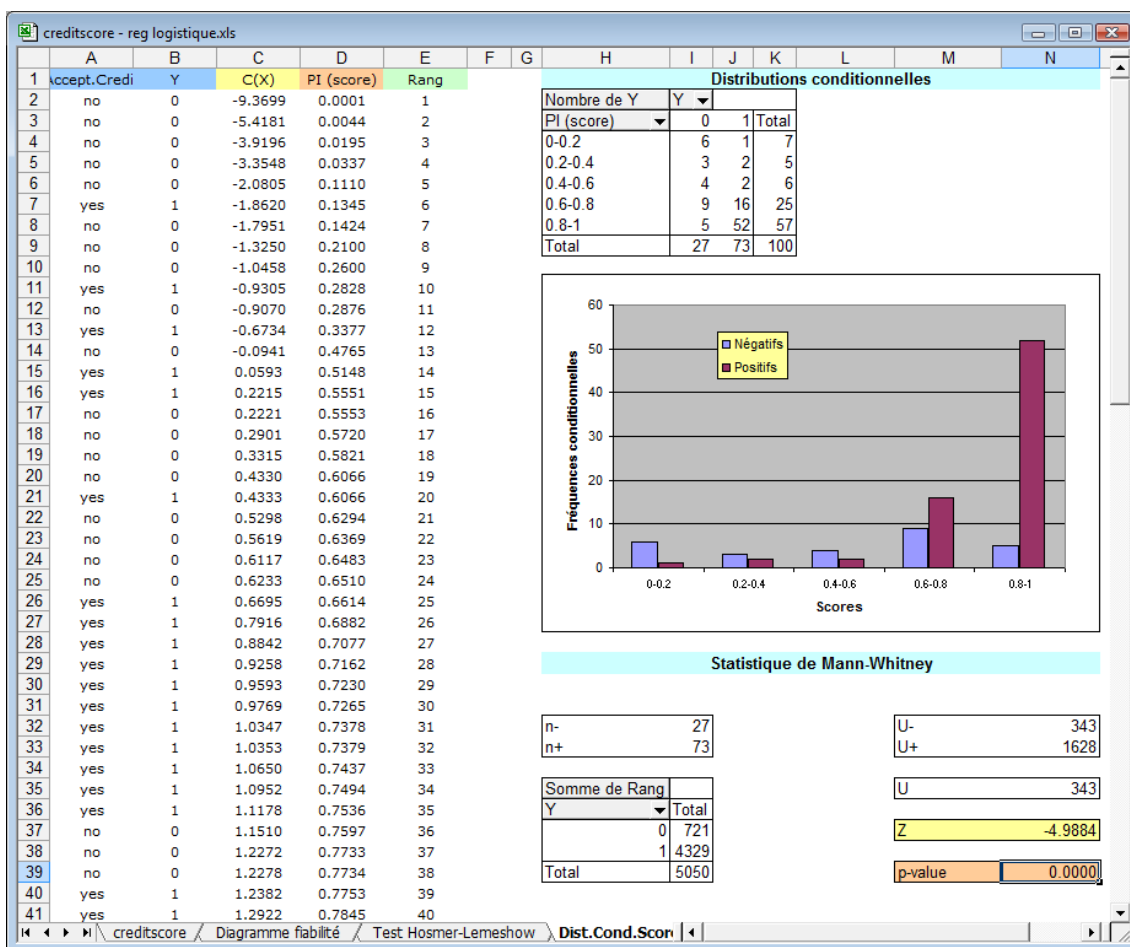 creditscore - reg logistique.xls
A B C D E F G H I J K L M N
1 Accept.Credi Y C(X) PI (score) Rang Distributions conditionnelles
2 no 0 -9.3699 0.0001 1 Nombre de Y Y
3 no 0 -5.4181 0.0044 2 PI (score) 0 1 Total
4 no 0 -3.9196 0.0195 3 0-0.2 6 1 7
5 no 0 -3.3548 0.0337 4 0.2-0.4 3 2 5
6 no 0 -2.0805 0.1110 5 0.4-0.6 4 2 6
7 yes 1 -1.8620 0.1345 6 0.6-0.8 9 16 25
8 no 0 -1.7951 0.1424 7 0.8-1 5 52 57
9 no 0 -1.3250 0.2100 8 Total 27 73 100
10 no 0 -1.0458 0.2600 9
11 yes 1 -0.9305 0.2828 10
12 no 0 -0.9070 0.2876 11
13 yes 1 -0.6734 0.3377 12
14 no 0 -0.0941 0.4765 13
15 yes 1 0.0593 0.5148 14
16 yes 1 0.2215 0.5551 15
17 no 0 0.2221 0.5553 16
18 no 0 0.2901 0.5720 17
19 no 0 0.3315 0.5821 18
20 no 0 0.4330 0.6066 19
21 yes 1 0.4333 0.6066 20
22 no 0 0.5298 0.6294 21
23 no 0 0.5619 0.6369 22
24 no 0 0.6117 0.6483 23
25 no 0 0.6233 0.6510 24
26 yes 1 0.6695 0.6614 25
27 yes 1 0.7916 0.6882 26
28 yes 1 0.8842 0.7077 27
29 yes 1 0.9258 0.7162 28 Statistique de Mann-Whitney
30 yes 1 0.9593 0.7230 29
31 yes 1 0.9769 0.7265 30
32 yes 1 1.0347 0.7378 31 n- 27 U- 343
33 yes 1 1.0353 0.7379 32 n+ 73 U+ 1628
34 yes 1 1.0650 0.7437 33
35 yes 1 1.0952 0.7494 34 Somme de Rang U 343
36 yes 1 1.1178 0.7536 35 Y Total
37 no 0 1.1510 0.7597 36 0 721 Z -4.9884
38 no 0 1.2272 0.7733 37 1 4329
39 no 0 1.2278 0.7734 38 Total 5050 p-value 0.0000
40 yes 1 1.2382 0.7753 39
41 yes 1 1.2922 0.7845 40
Fréquences conditionnelles
60
50
40
30
20
10
0
Négatifs
Positifs
0-0.2 0.2-0.4 0.4-0.6 0.6-0.8 0.8-1
Scores
creditscore Diagramme fiabilité Test Hosmer-Lemeshow Dist.Cond.Scor